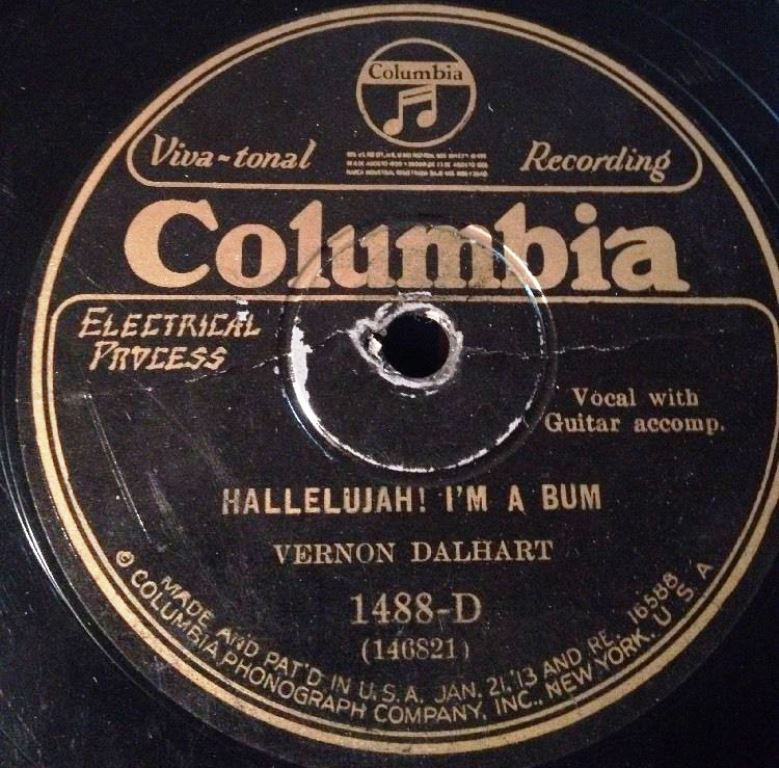 Columbia
Viva-tonal Recording
Columbia
ELECTRICAL
PROCESS
Vocal with
Guitar accomp.
HALLELUJAH! I'M A BUM
VERNON DALHART
1488-D
(146821)
MADE AND PAT'D IN U.S.A. JAN. 21,'13 AND RE. 16588
© COLUMBIA PHONOGRAPH COMPANY, INC., NEW YORK, U S A